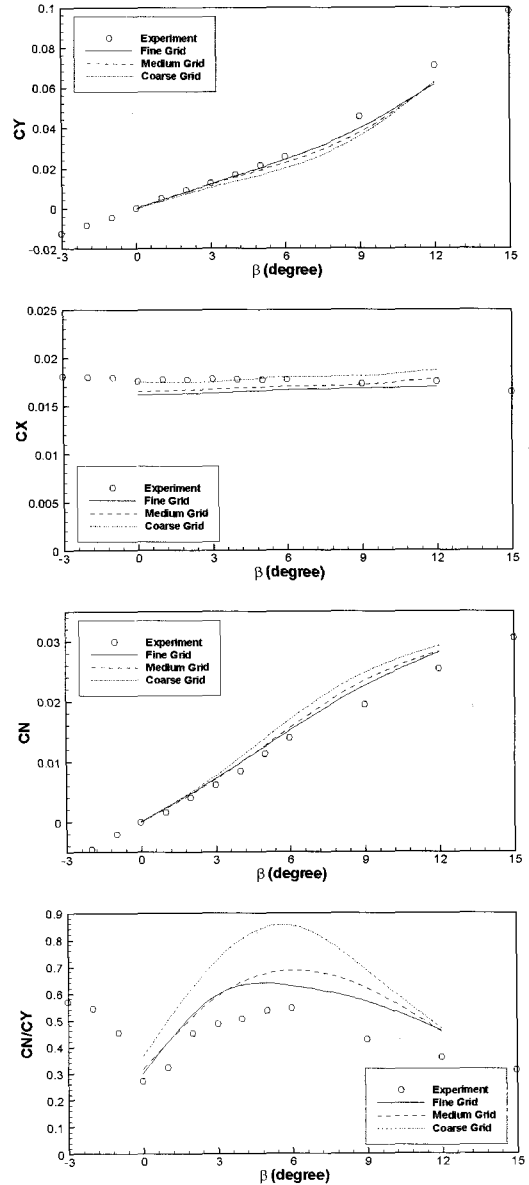 0.1
Experiment
Fine Grid
Medium Grid
Coarse Grid
0.08
0.06
CY
0.04
0.02
0
-0.02
-3 0 3 6 9 12 15
β (degree)
0.025
0.02
0.015
CX
0.01
Experiment
Fine Grid
Medium Grid
Coarse Grid
0.005
0
-3 0 3 6 9 12 15
β (degree)
Experiment
Fine Grid
Medium Grid
Coarse Grid
0.03
0.02
CN
0.01
0
-3 0 3 6 9 12 15
β (degree)
0.9
0.8
0.7
0.6
0.5
CN/CY
0.4
0.3
0.2
0.1
0
Experiment
Fine Grid
Medium Grid
Coarse Grid
-3 0 3 6 9 12 15
β (degree)